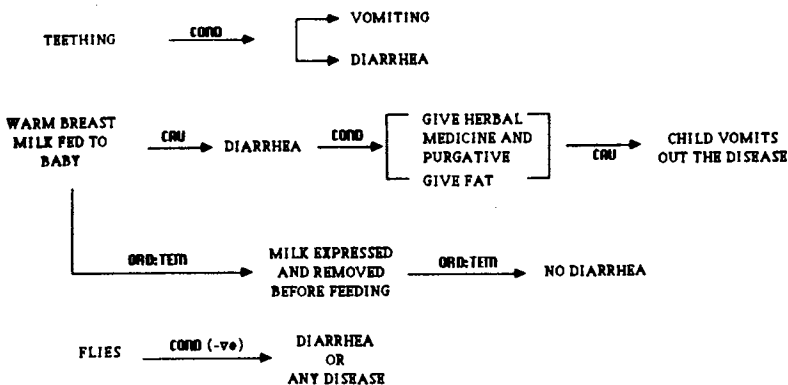 TEETHING
COND
VOMITING
DIARRHEA
WARM BREAST
MILK FED TO
BABY
CAU
DIARRHEA
COND
GIVE HERBAL
MEDICINE AND
PURGATIVE
GIVE FAT
CAU
CHILD VOMITS
OUT THE DISEASE
ORD:TEM
MILK EXPRESSED
AND REMOVED
BEFORE FEEDING
ORD:TEM
NO DIARRHEA
FLIES
COND (-ve)
DIARRHEA
OR
ANY DISEASE